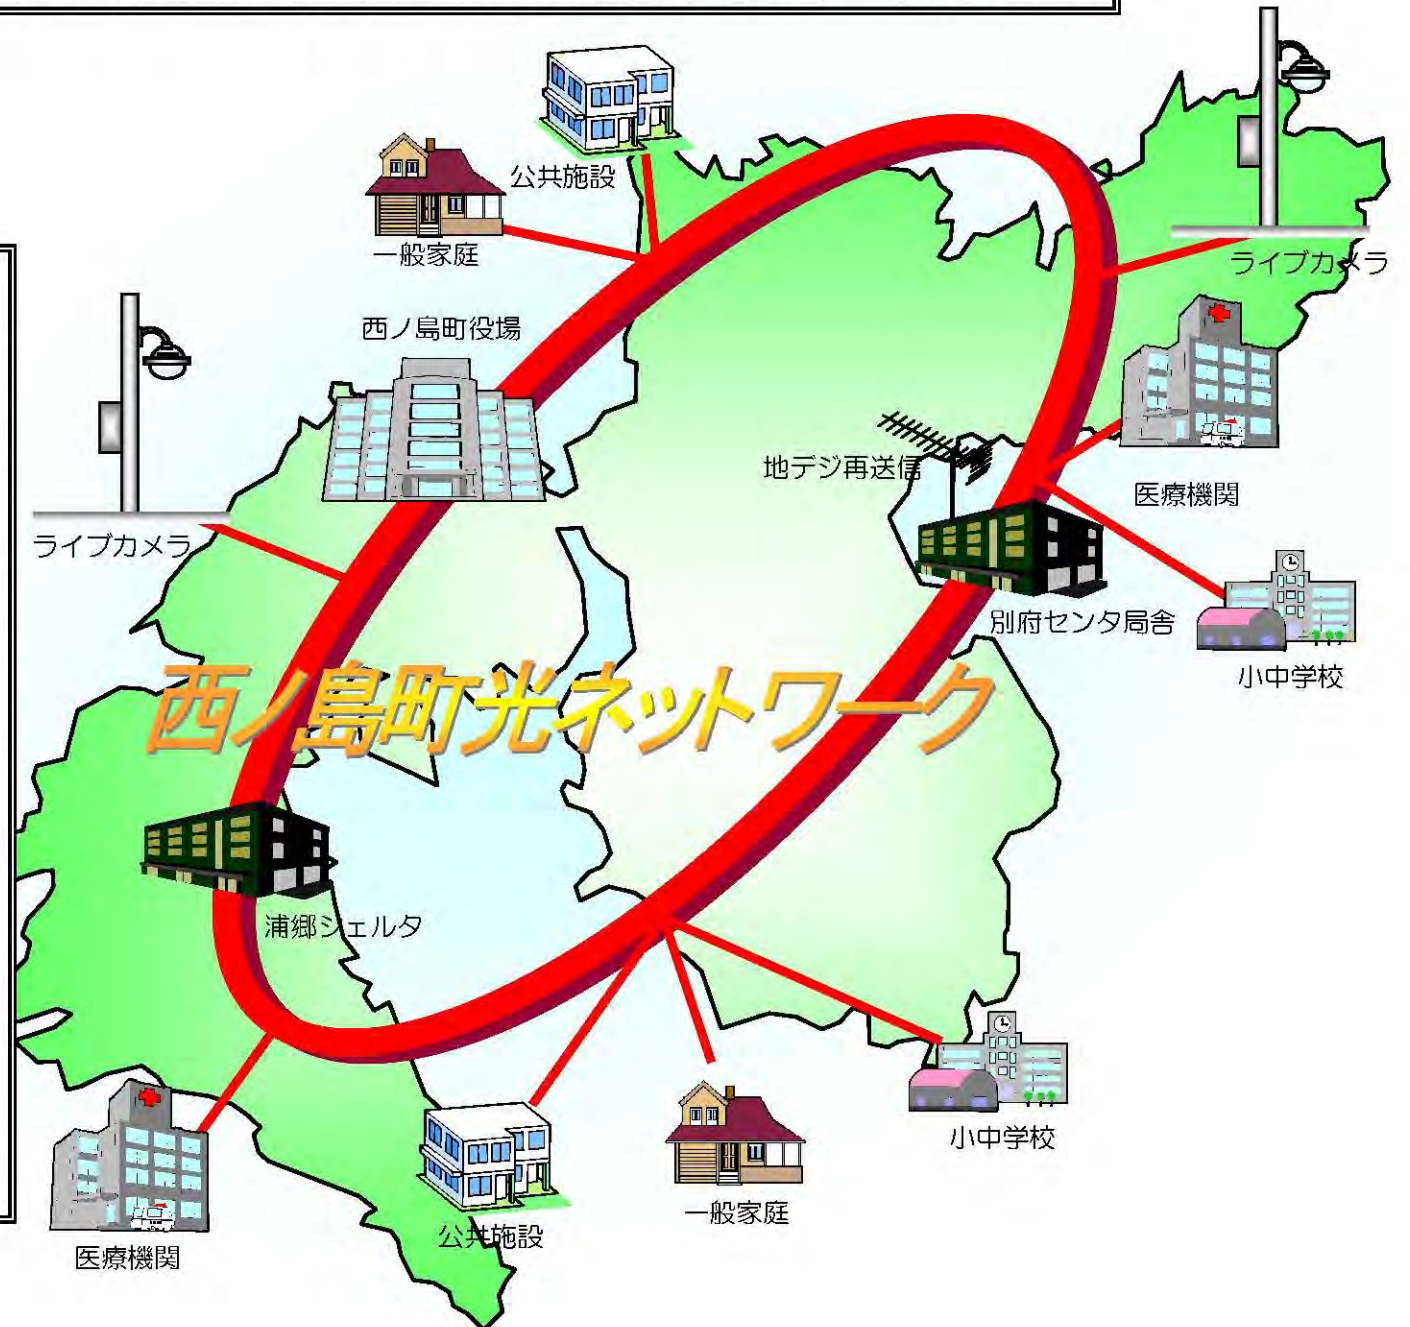 公共施設
一般家庭
ライブカメラ
西ノ島町役場
地デジ再送信
医療機関
ライブカメラ
別府センタ局舎
小中学校
西ノ島町光ネットワーク
浦郷シェルタ
小中学校
一般家庭
公共施設
医療機関